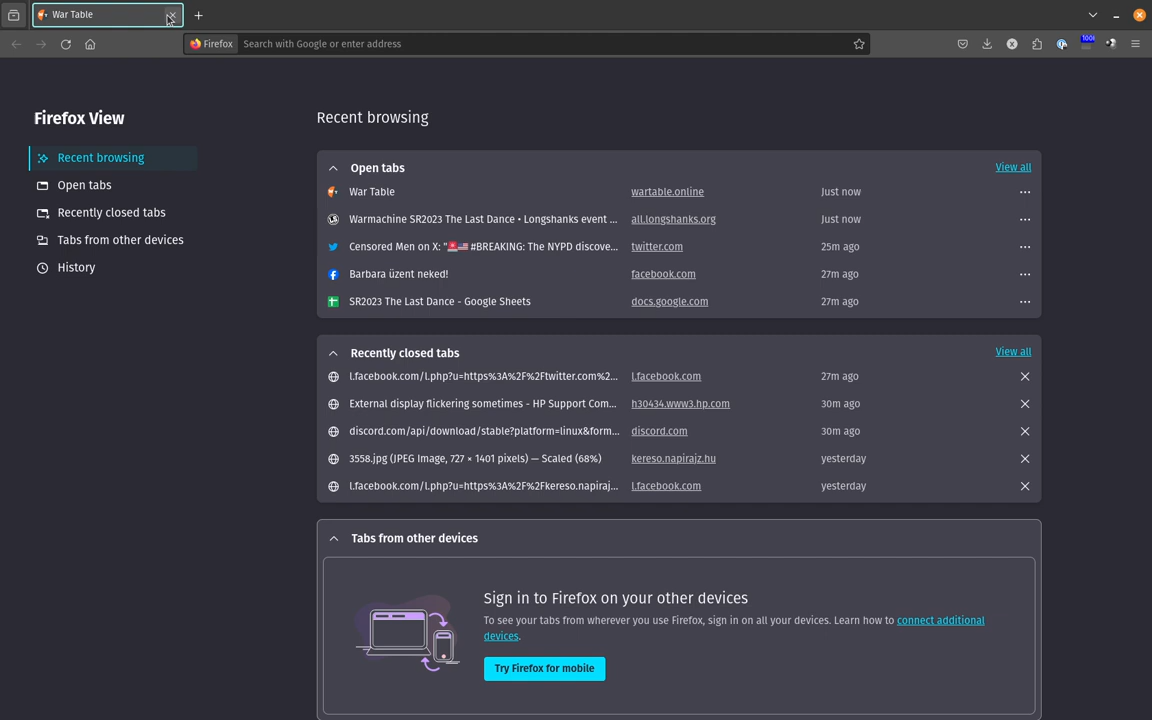 War Table
100%
Firefox
Search with Google or enter address
Firefox View
Recent browsing
Open tabs
Recently closed tabs
Tabs from other devices
History
Recent browsing
Open tabs
View all
War Table wartable.online Just now
Warmachine SR2023 The Last Dance • Longshanks event ... all.longshanks.org Just now
Censored Men on X: "🚨🇺🇸 #BREAKING: The NYPD discove... twitter.com 25m ago
Barbara üzent neked! facebook.com 27m ago
SR2023 The Last Dance - Google Sheets docs.google.com 27m ago
Recently closed tabs
View all
l.facebook.com/l.php?u=https%3A%2F%2Ftwitter.com%2... l.facebook.com 27m ago
External display flickering sometimes - HP Support Com... h30434.www3.hp.com 30m ago
discord.com/api/download/stable?platform=linux&form... discord.com 30m ago
3558.jpg (JPEG Image, 727 × 1401 pixels) — Scaled (68%) kereso.napirajz.hu yesterday
l.facebook.com/l.php?u=https%3A%2F%2Fkereso.napiraj... l.facebook.com yesterday
Tabs from other devices
Sign in to Firefox on your other devices
To see your tabs from wherever you use Firefox, sign in on all your devices. Learn how to connect additional
devices.
Try Firefox for mobile